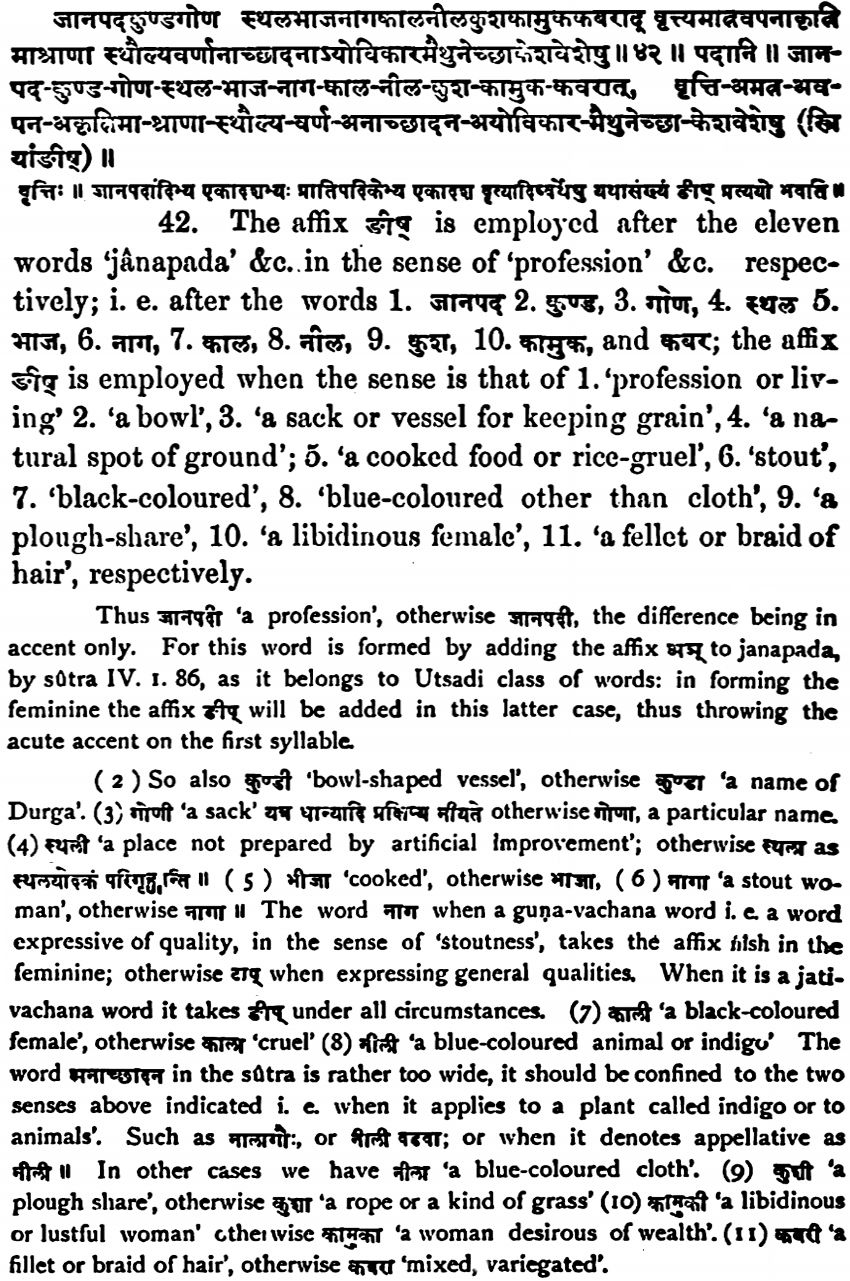 जानपदकुण्डगोण स्थलभाजनागकालनीलकुशकामुककबराद् वृत्त्यमत्रावपनाकृत्रि
माश्राणा स्थौल्यवर्णानाच्छादनाऽयोविकारमैथुनेच्छाकेशवेशेषु ॥ ४२ ॥ पदानि ॥ जान-
पद-कुण्ड-गोण-स्थल-भाज-नाग-काल-नील-कुश-कामुक-कवरात्, वृत्ति-अमत्र-अव-
पन-अकृत्रिमा-श्राणा-स्थौल्य-वर्ण-अनाच्छादन-अयोविकार-मैथुनेच्छा-केशवेशेषु (स्त्रि
यांङीष्) ॥
वृत्तिः ॥ जानपदादिभ्य एकादशभ्यः प्रातिपदिकेभ्य एकादश वृत्यादिष्वर्थेषु यथासंख्यं ङीष् प्रत्ययो भवति ॥
42. The affix ङीष् is employed after the eleven
words 'jânapada' &c. in the sense of 'profession' &c. respec-
tively; i. e. after the words 1. जानपद 2. कुण्ड, 3. गोण, 4. स्थल 5.
भाज, 6. नाग, 7. काल, 8. नील, 9. कुश, 10. कामुक, and कबर; the affix
ङीष् is employed when the sense is that of 1. 'profession or liv-
ing' 2. 'a bowl', 3. 'a sack or vessel for keeping grain', 4. 'a na-
tural spot of ground'; 5. 'a cooked food or rice-gruel', 6. 'stout',
7. 'black-coloured', 8. 'blue-coloured other than cloth', 9. 'a
plough-share', 10. 'a libidinous female', 11. 'a fellet or braid of
hair', respectively.
Thus जानपदी 'a profession', otherwise जानपदी, the difference being in
accent only. For this word is formed by adding the affix अञ् to janapada,
by sûtra IV. 1. 86, as it belongs to Utsadi class of words: in forming the
feminine the affix ङीप् will be added in this latter case, thus throwing the
acute accent on the first syllable.
( 2 ) So also कुण्डी 'bowl-shaped vessel', otherwise कुण्डा 'a name of
Durga'. (3) गोणी 'a sack' यत्र धान्यादि प्रक्षिप्य नीयते otherwise गोणा, a particular name.
(4) स्थली 'a place not prepared by artificial improvement'; otherwise स्थला as
स्थलयोदकं परिगृह्णन्ति ॥ ( 5 ) भीजा 'cooked', otherwise भाजा, ( 6 ) नागा 'a stout wo-
man', otherwise नागा ॥ The word नाग when a guṇa-vachana word i. e. a word
expressive of quality, in the sense of 'stoutness', takes the affix ṅish in the
feminine; otherwise टाप् when expressing general qualities. When it is a jati-
vachana word it takes ङीष् under all circumstances. (7) काली 'a black-coloured
female', otherwise काला 'cruel' (8) नीली 'a blue-coloured animal or indigo' The
word अनाच्छादन in the sûtra is rather too wide, it should be confined to the two
senses above indicated i. e. when it applies to a plant called indigo or to
animals'. Such as नालागौः, or नीली वडवा; or when it denotes appellative as
नीली ॥ In other cases we have नीला 'a blue-coloured cloth'. (9) कुशी 'a
plough share', otherwise कुशा 'a rope or a kind of grass' (10) कामुकी 'a libidinous
or lustful woman' otherwise कामुका 'a woman desirous of wealth'. (11) कबरी 'a
fillet or braid of hair', otherwise कबरा 'mixed, variegated'.